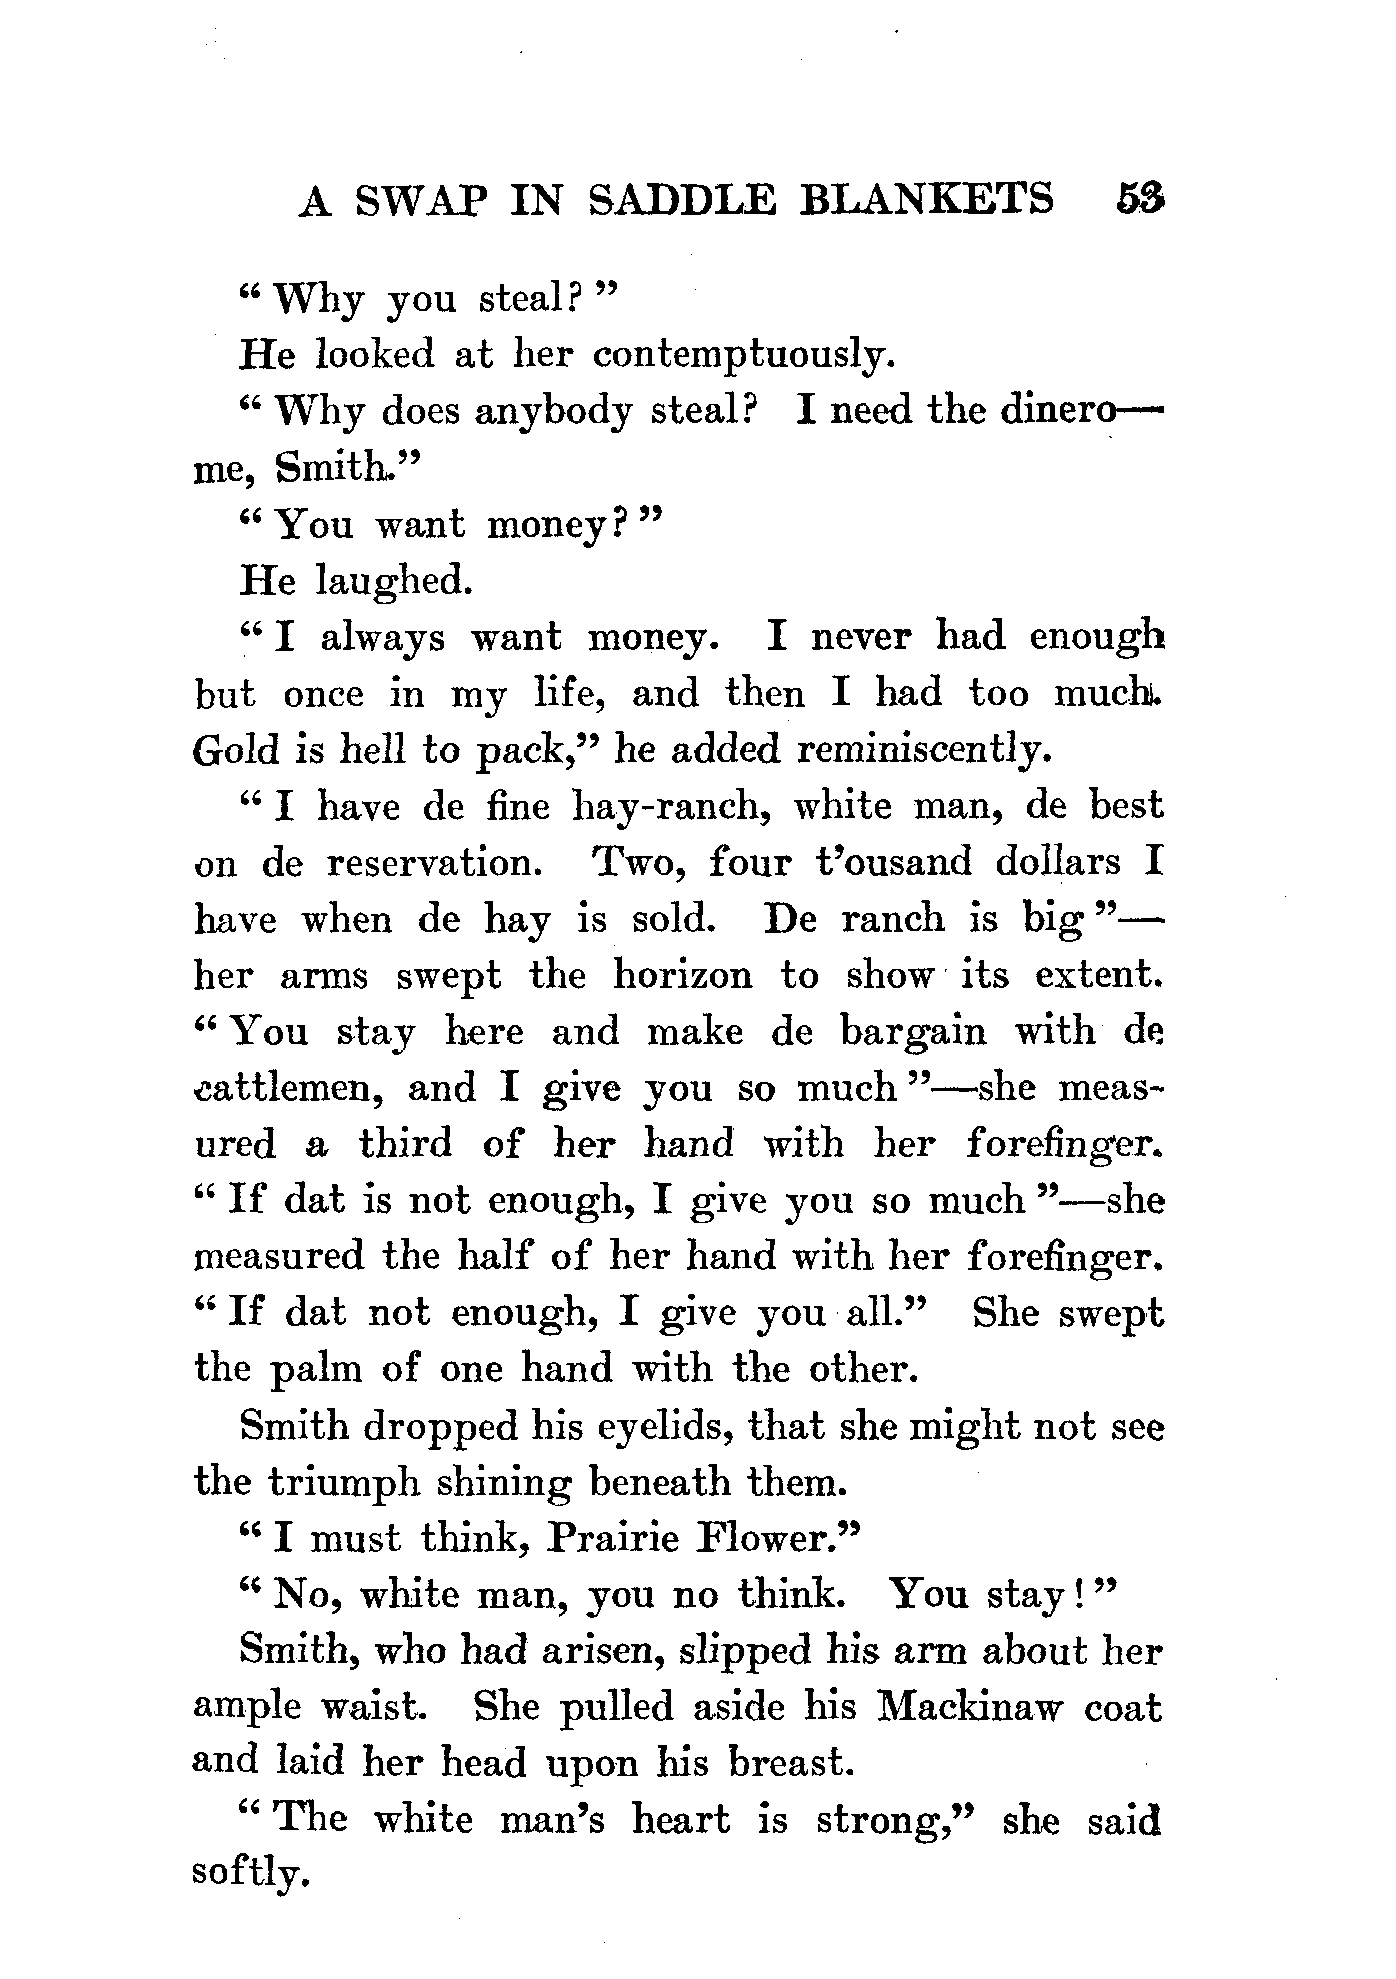 A SWAP IN SADDLE BLANKETS 53
“ Why you steal? ”
He looked at her contemptuously.
“ Why does anybody steal? I need the dinero—
me, Smith.”
“ You want money? ”
He laughed.
“ I always want money. I never had enough
but once in my life, and then I had too much.
Gold is hell to pack,” he added reminiscently.
“ I have de fine hay-ranch, white man, de best
on de reservation. Two, four t’ousand dollars I
have when de hay is sold. De ranch is big ”—
her arms swept the horizon to show its extent.
“ You stay here and make de bargain with de
cattlemen, and I give you so much ”—she meas-
ured a third of her hand with her forefinger.
“ If dat is not enough, I give you so much ”—she
measured the half of her hand with her forefinger.
“ If dat not enough, I give you all.” She swept
the palm of one hand with the other.
Smith dropped his eyelids, that she might not see
the triumph shining beneath them.
“ I must think, Prairie Flower.”
“ No, white man, you no think. You stay! ”
Smith, who had arisen, slipped his arm about her
ample waist. She pulled aside his Mackinaw coat
and laid her head upon his breast.
“ The white man’s heart is strong,” she said
softly.